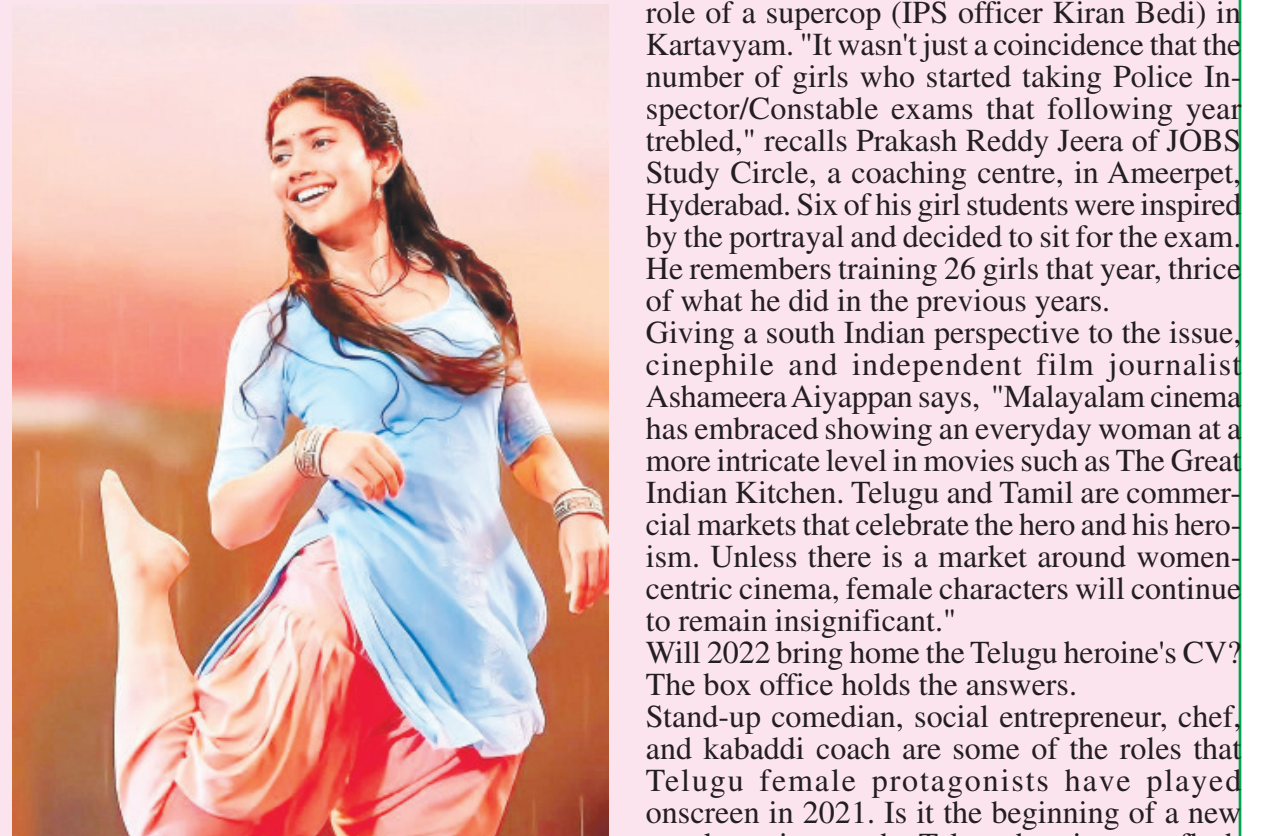 role of a supercop (IPS officer Kiran Bedi) in
Kartavyam. "It wasn't just a coincidence that the
number of girls who started taking Police In-
spector/Constable exams that following year
trebled," recalls Prakash Reddy Jeera of JOBS
Study Circle, a coaching centre, in Ameerpet,
Hyderabad. Six of his girl students were inspired
by the portrayal and decided to sit for the exam.
He remembers training 26 girls that year, thrice
of what he did in the previous years.
Giving a south Indian perspective to the issue,
cinephile and independent film journalist
Ashameera Aiyappan says, "Malayalam cinema
has embraced showing an everyday woman at a
more intricate level in movies such as The Great
Indian Kitchen. Telugu and Tamil are commer-
cial markets that celebrate the hero and his hero-
ism. Unless there is a market around women-
centric cinema, female characters will continue
to remain insignificant."
Will 2022 bring home the Telugu heroine's CV?
The box office holds the answers.
Stand-up comedian, social entrepreneur, chef,
and kabaddi coach are some of the roles that
Telugu female protagonists have played
onscreen in 2021. Is it the beginning of a new